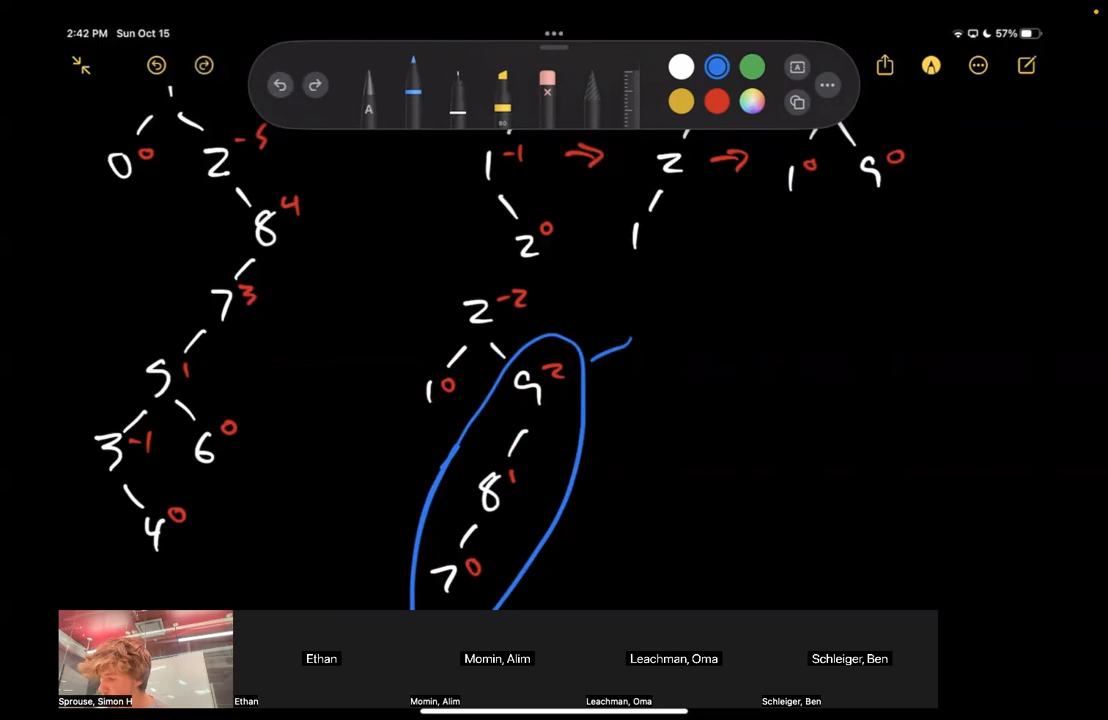 2:42 PM Sun Oct 15
57%
A
80
A
0 0
2 -5
8 4
7 3
5 1
3 -1
6 0
4 0
1 -1 → 2 → 1 0 9 0
2 0
1
2 -2
1 0
9 2
8 1
7 0
Sprouse, Simon H
Ethan
Ethan
Momin, Alim
Momin, Alim
Leachman, Oma
Leachman, Oma
Schleiger, Ben
Schleiger, Ben